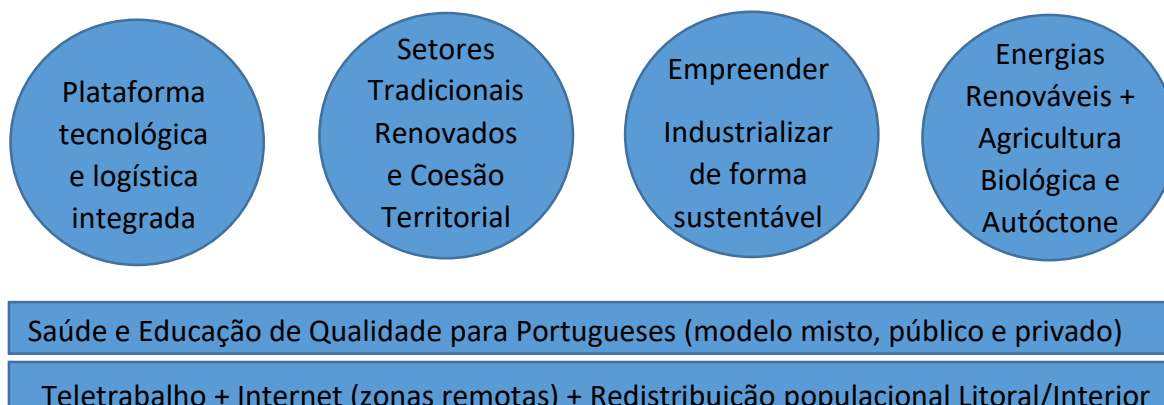 Plataforma
tecnológica
e logística
integrada
Setores
Tradicionais
Renovados
e Coesão
Territorial
Empreender
Industrializar
de forma
sustentável
Energias
Renováveis +
Agricultura
Biológica e
Autóctone
Saúde e Educação de Qualidade para Portugueses (modelo misto, público e privado)
Teletrabalho + Internet (zonas remotas) + Redistribuição populacional Litoral/Interior